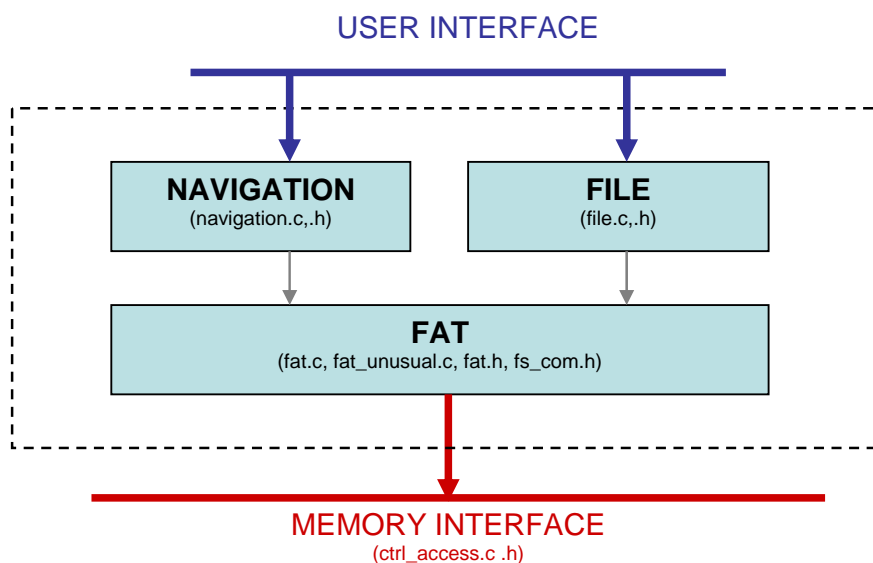 USER INTERFACE
NAVIGATION
(navigation.c,.h)
FILE
(file.c,.h)
FAT
(fat.c, fat_unusual.c, fat.h, fs_com.h)
MEMORY INTERFACE
(ctrl_access.c .h)